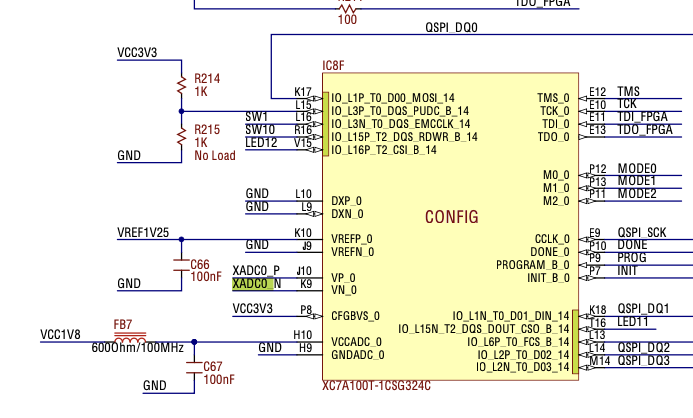 TDO_FPGA
100
QSPI_DQ0
VCC3V3
IC8F
R214
1K
K17 IO_L1P_T0_D00_MOSI_14
L15 IO_L3P_T0_DQS_PUDC_B_14
SW1 L16 IO_L3N_T0_DQS_EMCCLK_14
SW10 R16 IO_L15P_T2_DQS_RDWR_B_14
LED12 V15 IO_L16P_T2_CSI_B_14
TMS_0 E12 TMS
TCK_0 E10 TCK
TDI_0 E11 TDI_FPGA
TDO_0 E13 TDO_FPGA
R215
1K
No Load
GND
M0_0 P12 MODE0
M1_0 P13 MODE1
M2_0 P11 MODE2
GND L10 DXP_0
GND L9 DXN_0
CONFIG
VREF1V25 K10 VREFP_0
GND J9 VREFN_0
CCLK_0 E9 QSPI_SCK
DONE_0 P10 DONE
PROGRAM_B_0 P9 PROG
INIT_B_0 P7 INIT
C66
100nF
GND
XADC0_P J10 VP_0
XADC0_N K9 VN_0
VCC3V3 P8 CFGBVS_0
IO_L1N_T0_D01_DIN_14 K18 QSPI_DQ1
IO_L15N_T2_DQS_DOUT_CSO_B_14 T16 LED11
IO_L6P_T0_FCS_B_14 L13
IO_L2P_T0_D02_14 L14 QSPI_DQ2
IO_L2N_T0_D03_14 M14 QSPI_DQ3
FB7
VCC1V8
600Ohm/100MHz
H10 VCCADC_0
GND H9 GNDADC_0
C67
100nF
GND
XC7A100T-1CSG324C